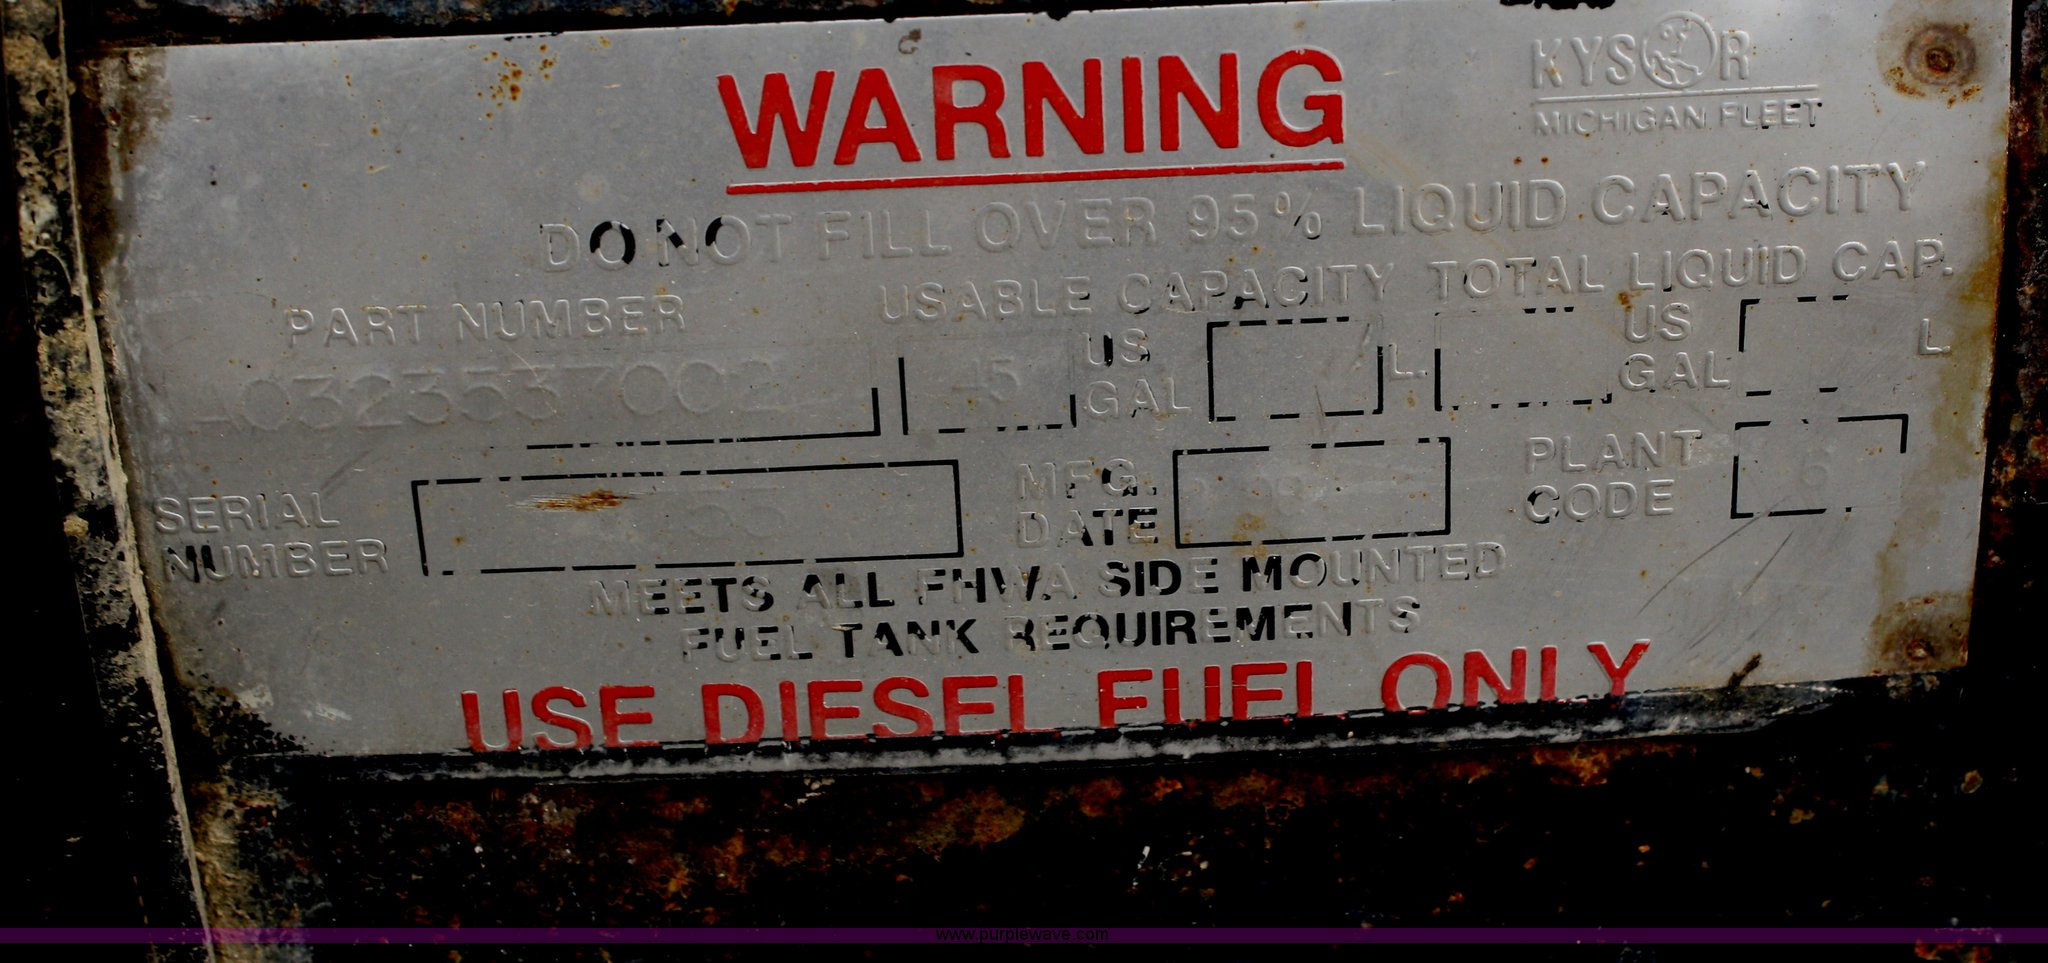 WARNING
KYSOR
MICHIGAN FLEET
DO NOT FILL OVER 95% LIQUID CAPACITY
PART NUMBER
USABLE CAPACITY TOTAL LIQUID CAP.
US GAL
L.
US GAL
L.
45
SERIAL NUMBER
MFG. DATE
PLANT CODE
6
MEETS ALL FHWA SIDE MOUNTED
FUEL TANK REQUIREMENTS
USE DIESEL FUEL ONLY
www.purplewave.com